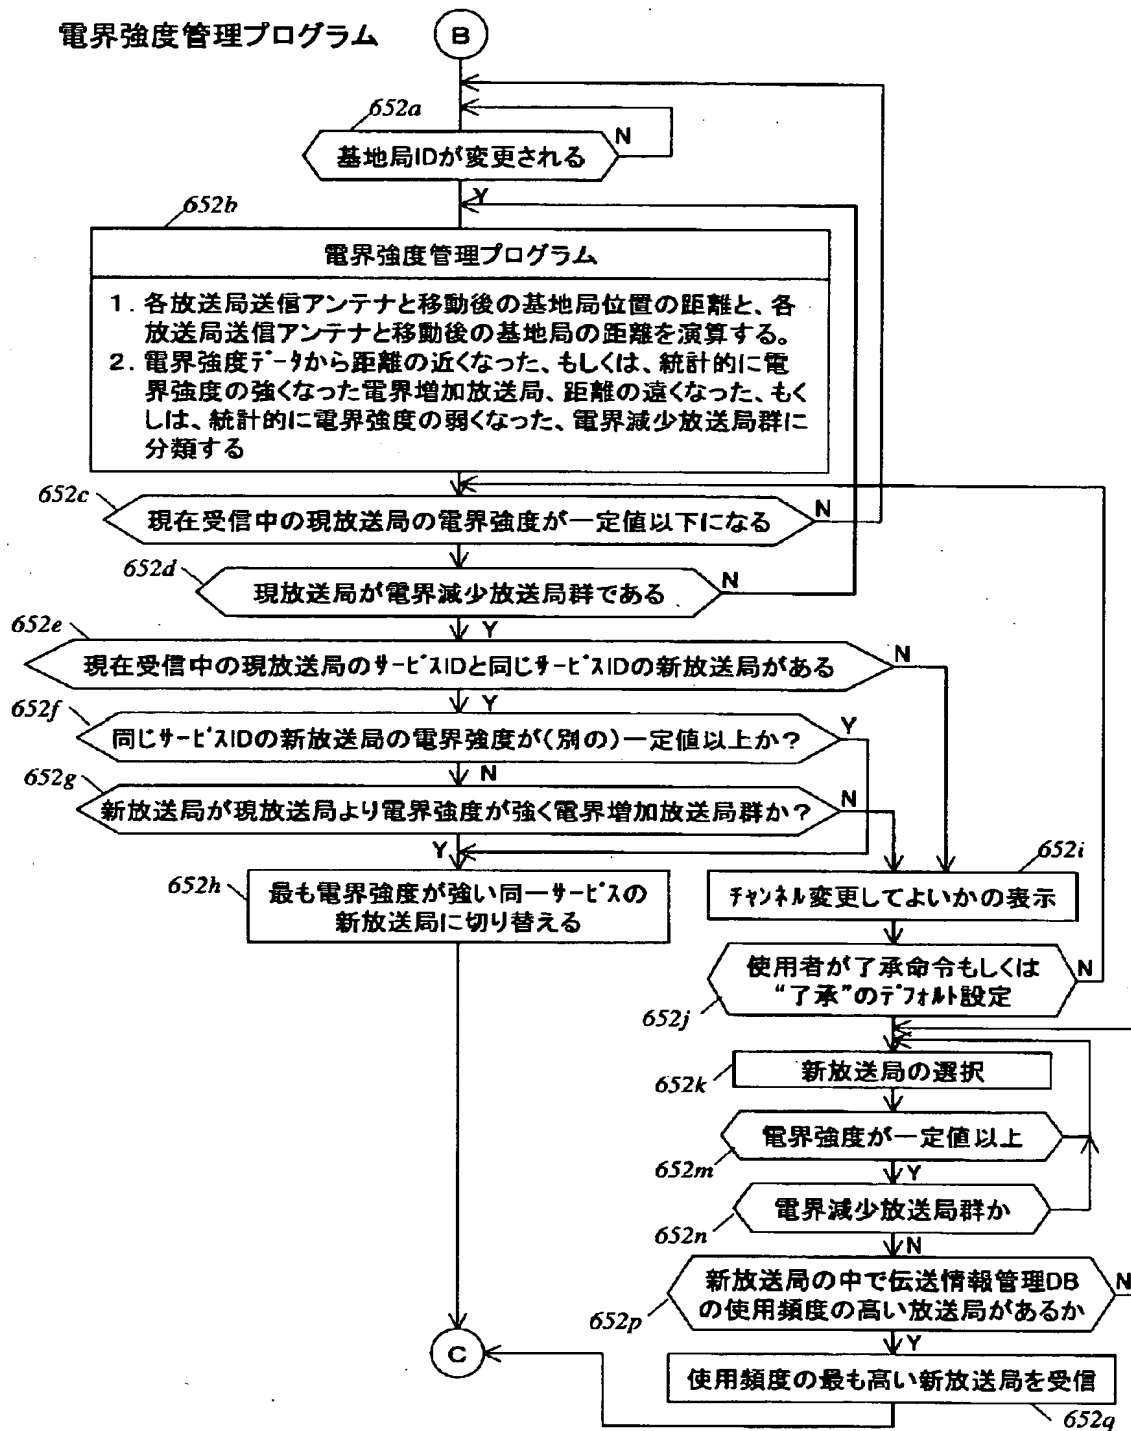 電界強度管理プログラム
B
652a
基地局IDが変更される
N
Y
652b
電界強度管理プログラム
1. 各放送局送信アンテナと移動後の基地局位置の距離と、各
放送局送信アンテナと移動後の基地局の距離を演算する。
2. 電界強度ﾃﾞｰﾀから距離の近くなった、もしくは、統計的に電
界強度の強くなった電界増加放送局、距離の遠くなった、もく
しは、統計的に電界強度の弱くなった、電界減少放送局群に
分類する
652c
現在受信中の現放送局の電界強度が一定値以下になる
N
652d
現放送局が電界減少放送局群である
N
Y
652e
現在受信中の現放送局のｻｰﾋﾞｽIDと同じｻｰﾋﾞｽIDの新放送局がある
N
Y
652f
同じｻｰﾋﾞｽIDの新放送局の電界強度が(別の)一定値以上か?
Y
N
652g
新放送局が現放送局より電界強度が強く電界増加放送局群か?
N
Y
652h
最も電界強度が強い同一サービスの
新放送局に切り替える
652i
ﾁｬﾝﾈﾙ変更してよいかの表示
使用者が了承命令もしくは
“了承”のﾃﾞﾌｫﾙﾄ設定
N
652j
新放送局の選択
652k
電界強度が一定値以上
652m
Y
電界減少放送局群か
652n
N
新放送局の中で伝送情報管理DB
の使用頻度の高い放送局があるか
N
652p
Y
C
使用頻度の最も高い新放送局を受信
652q